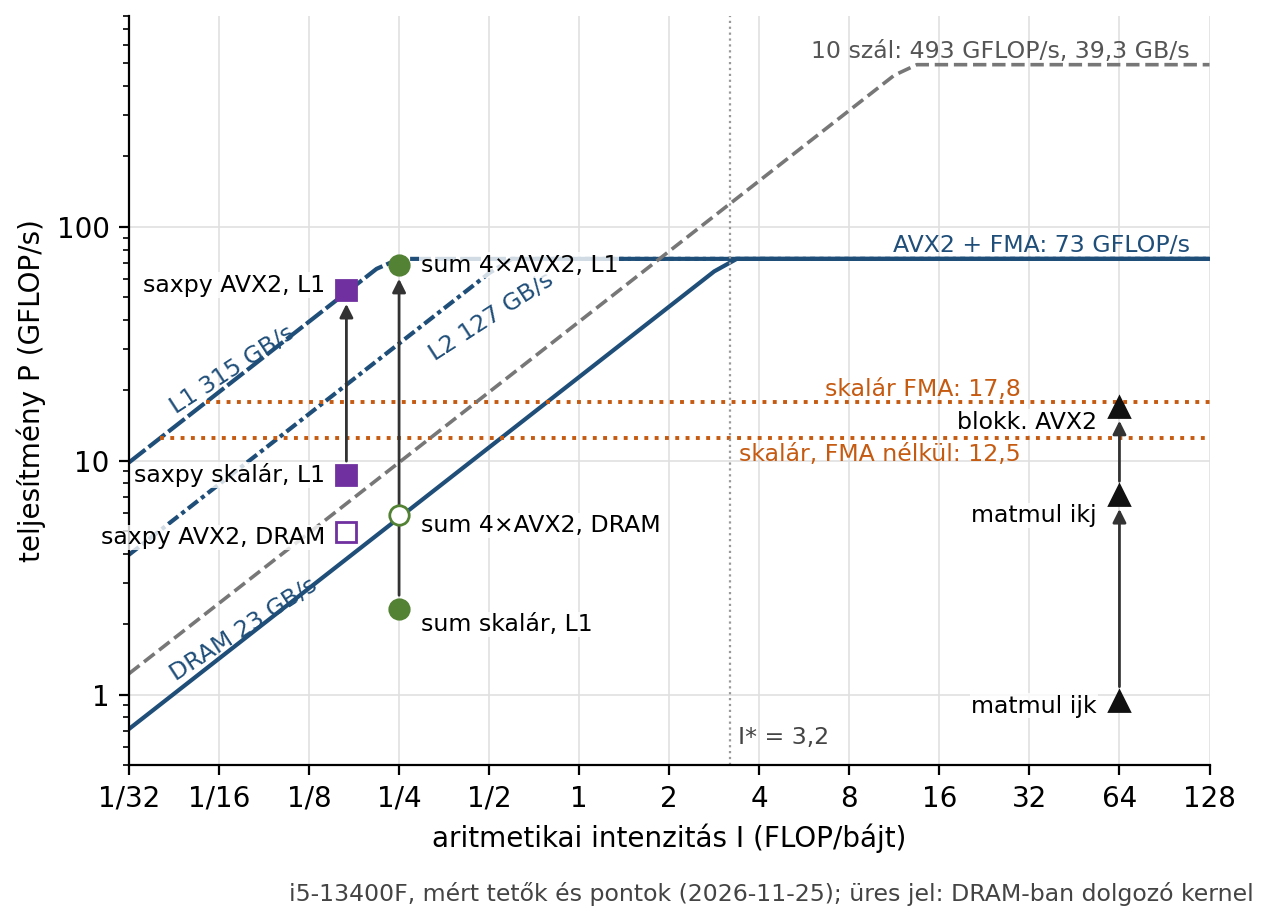 10 szál: 493 GFLOP/s, 39,3 GB/s
100
AVX2 + FMA: 73 GFLOP/s
saxpy AVX2, L1
sum 4×AVX2, L1
L1 315 GB/s
L2 127 GB/s
skalár FMA: 17,8
blokk. AVX2
skalár, FMA nélkül: 12,5
10
saxpy skalár, L1
matmul ikj
saxpy AVX2, DRAM
sum 4×AVX2, DRAM
DRAM 23 GB/s
sum skalár, L1
1
matmul ijk
I* = 3,2
teljesítmény P (GFLOP/s)
1/32 1/16 1/8 1/4 1/2 1 2 4 8 16 32 64 128
aritmetikai intenzitás I (FLOP/bájt)
i5-13400F, mért tetők és pontok (2026-11-25); üres jel: DRAM-ban dolgozó kernel